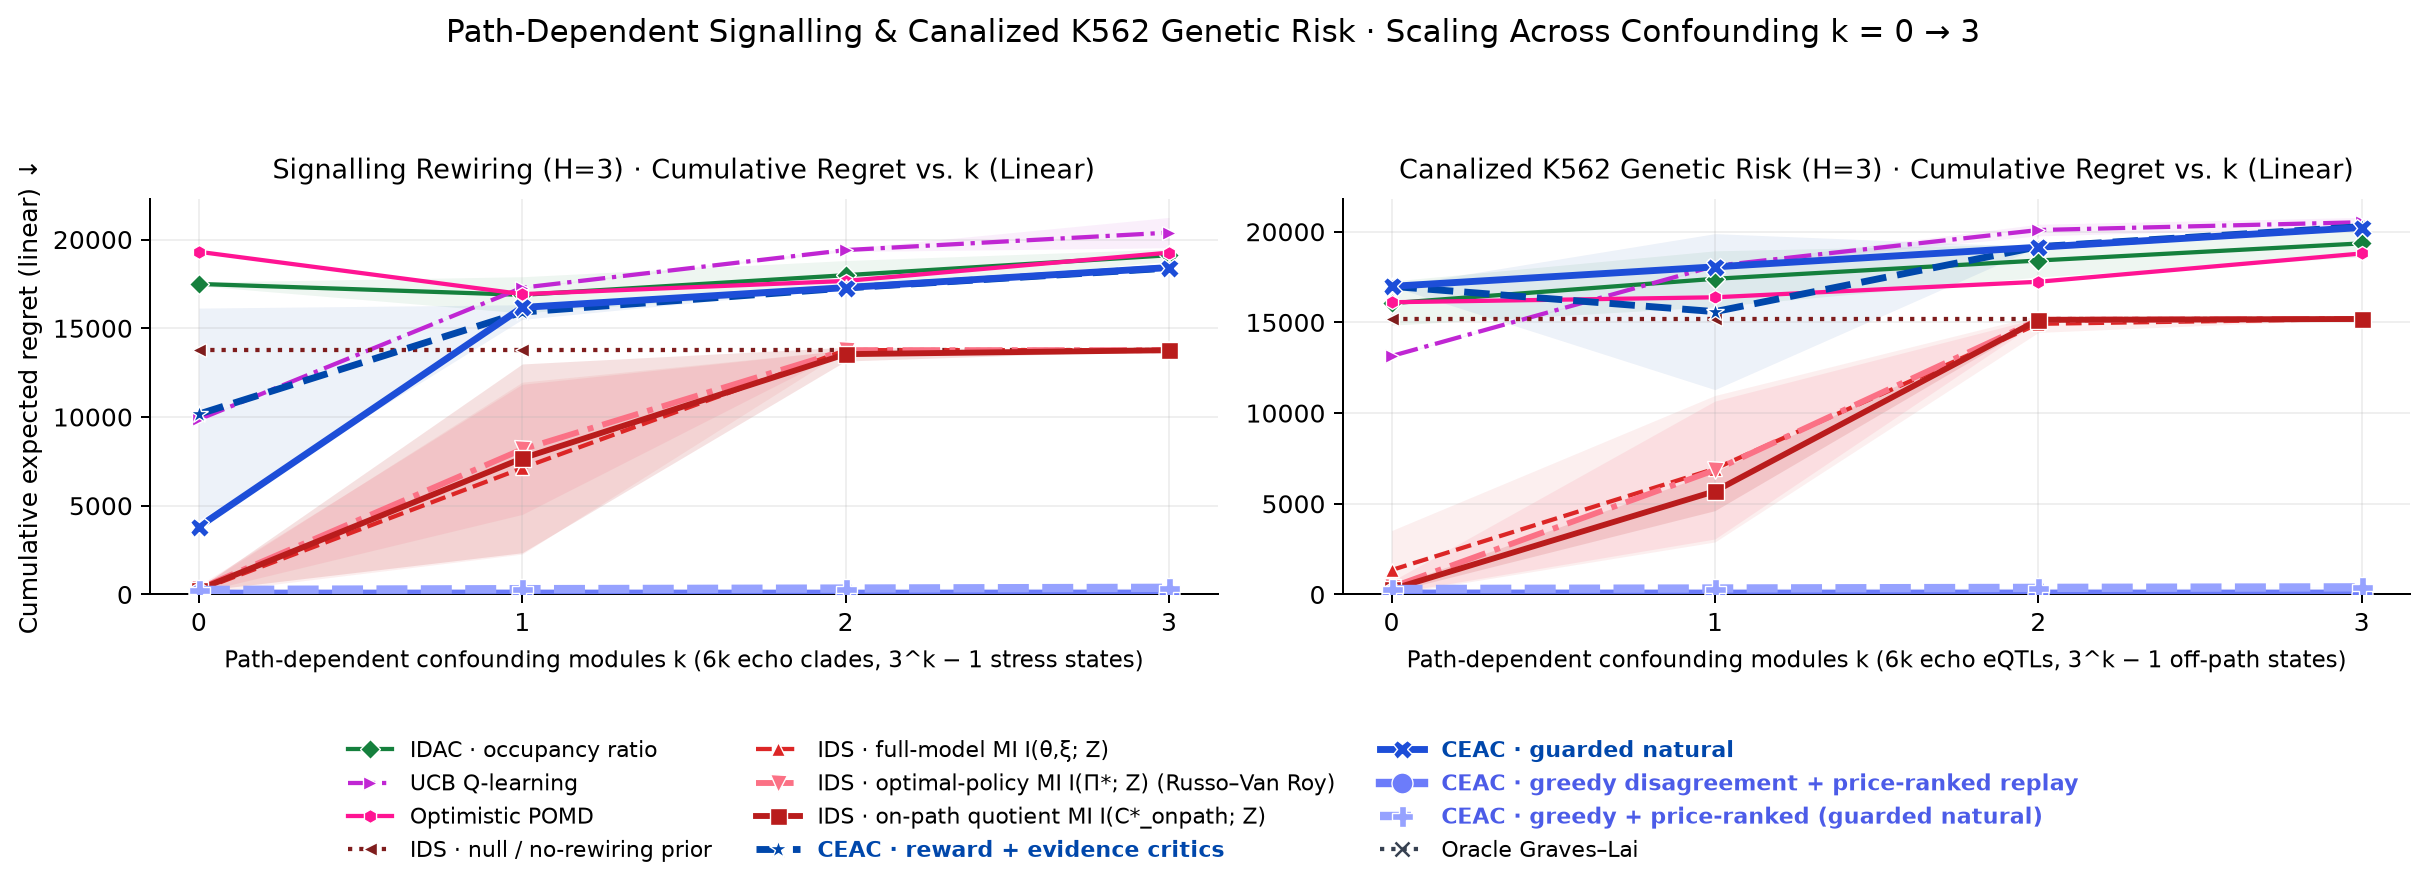 Path-Dependent Signalling & Canalized K562 Genetic Risk · Scaling Across Confounding k = 0 → 3
Signalling Rewiring (H=3) · Cumulative Regret vs. k (Linear)
Cumulative expected regret (linear) ↓
20000
15000
10000
5000
0
0 1 2 3
Path-dependent confounding modules k (6k echo clades, 3^k − 1 stress states)
Canalized K562 Genetic Risk (H=3) · Cumulative Regret vs. k (Linear)
20000
15000
10000
5000
0
0 1 2 3
Path-dependent confounding modules k (6k echo eQTLs, 3^k − 1 off-path states)
IDAC · occupancy ratio
UCB Q-learning
Optimistic POMD
IDS · null / no-rewiring prior
IDS · full-model MI I(θ,ξ; Z)
IDS · optimal-policy MI I(Π*; Z) (Russo–Van Roy)
IDS · on-path quotient MI I(C*_onpath; Z)
CEAC · reward + evidence critics
CEAC · guarded natural
CEAC · greedy disagreement + price-ranked replay
CEAC · greedy + price-ranked (guarded natural)
Oracle Graves–Lai